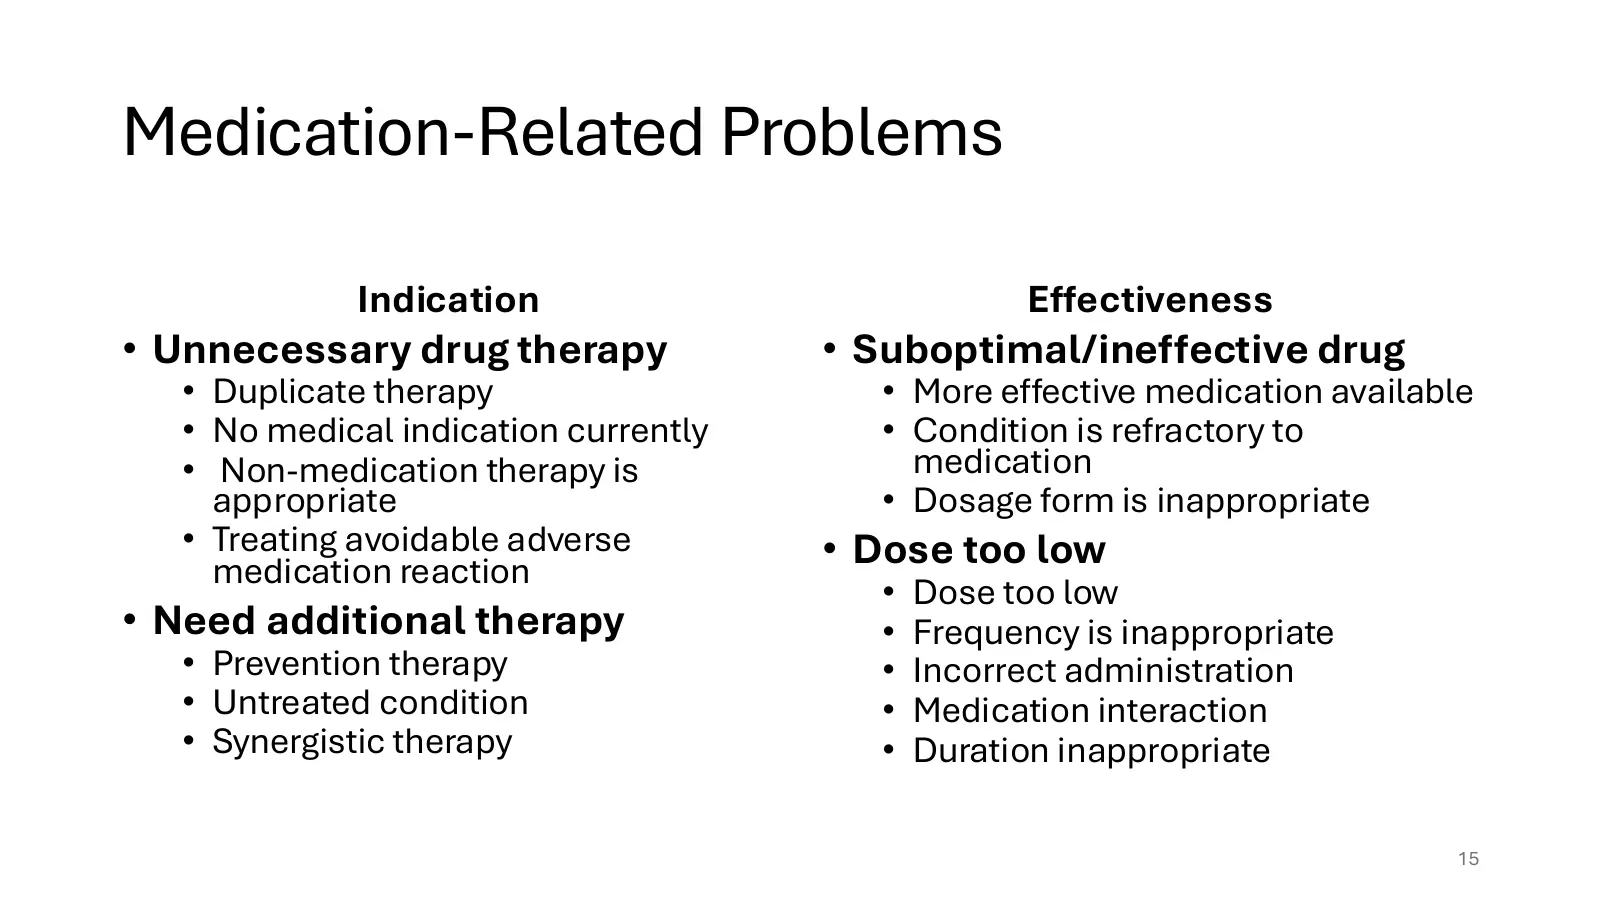 Medication-Related Problems
Indication
• Unnecessary drug therapy
• Duplicate therapy
• No medical indication currently
• Non-medication therapy is
appropriate
• Treating avoidable adverse
medication reaction
• Need additional therapy
• Prevention therapy
• Untreated condition
• Synergistic therapy
Effectiveness
• Suboptimal/ineffective drug
• More effective medication available
• Condition is refractory to
medication
• Dosage form is inappropriate
• Dose too low
• Dose too low
• Frequency is inappropriate
• Incorrect administration
• Medication interaction
• Duration inappropriate
15